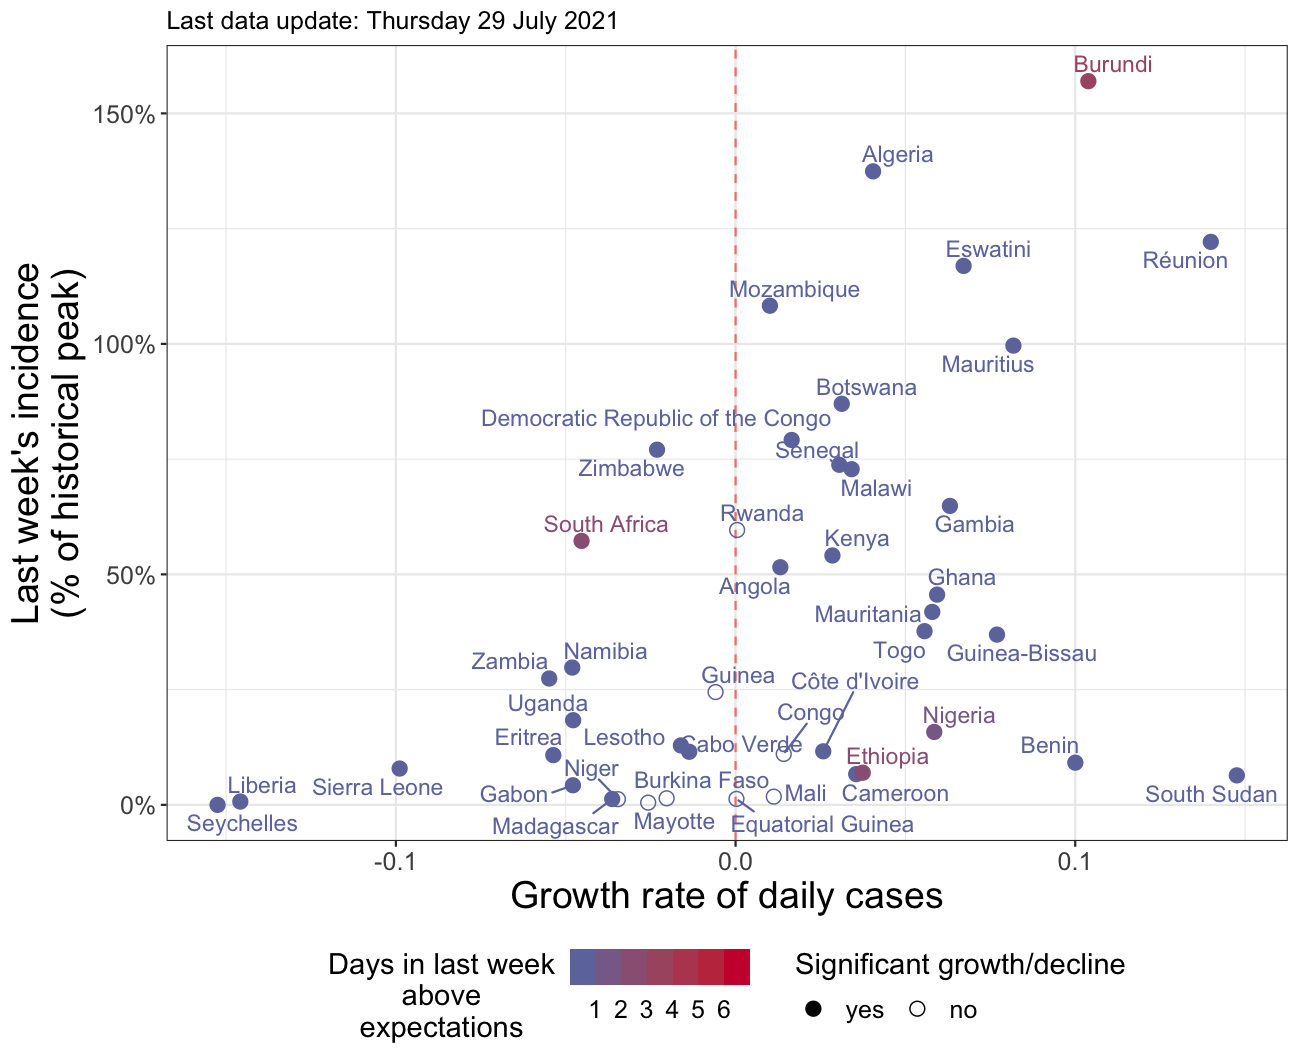 Last data update: Thursday 29 July 2021
Last week's incidence
(% of historical peak)
150%
100%
50%
0%
Burundi
Algeria
Eswatini
Réunion
Mozambique
Mauritius
Botswana
Democratic Republic of the Congo
Senegal
Zimbabwe
Malawi
Rwanda
South Africa
Gambia
Kenya
Ghana
Angola
Mauritania
Togo
Guinea-Bissau
Namibia
Zambia
Guinea
Côte d'Ivoire
Uganda
Congo
Nigeria
Eritrea
Lesotho
Cabo Verde
Benin
Ethiopia
Niger
Burkina Faso
Liberia
Sierra Leone
Gabon
Mali
Cameroon
South Sudan
Seychelles
Madagascar
Mayotte
Equatorial Guinea
-0.1
0.0
0.1
Growth rate of daily cases
Days in last week
above
expectations
1 2 3 4 5 6
Significant growth/decline
yes
no